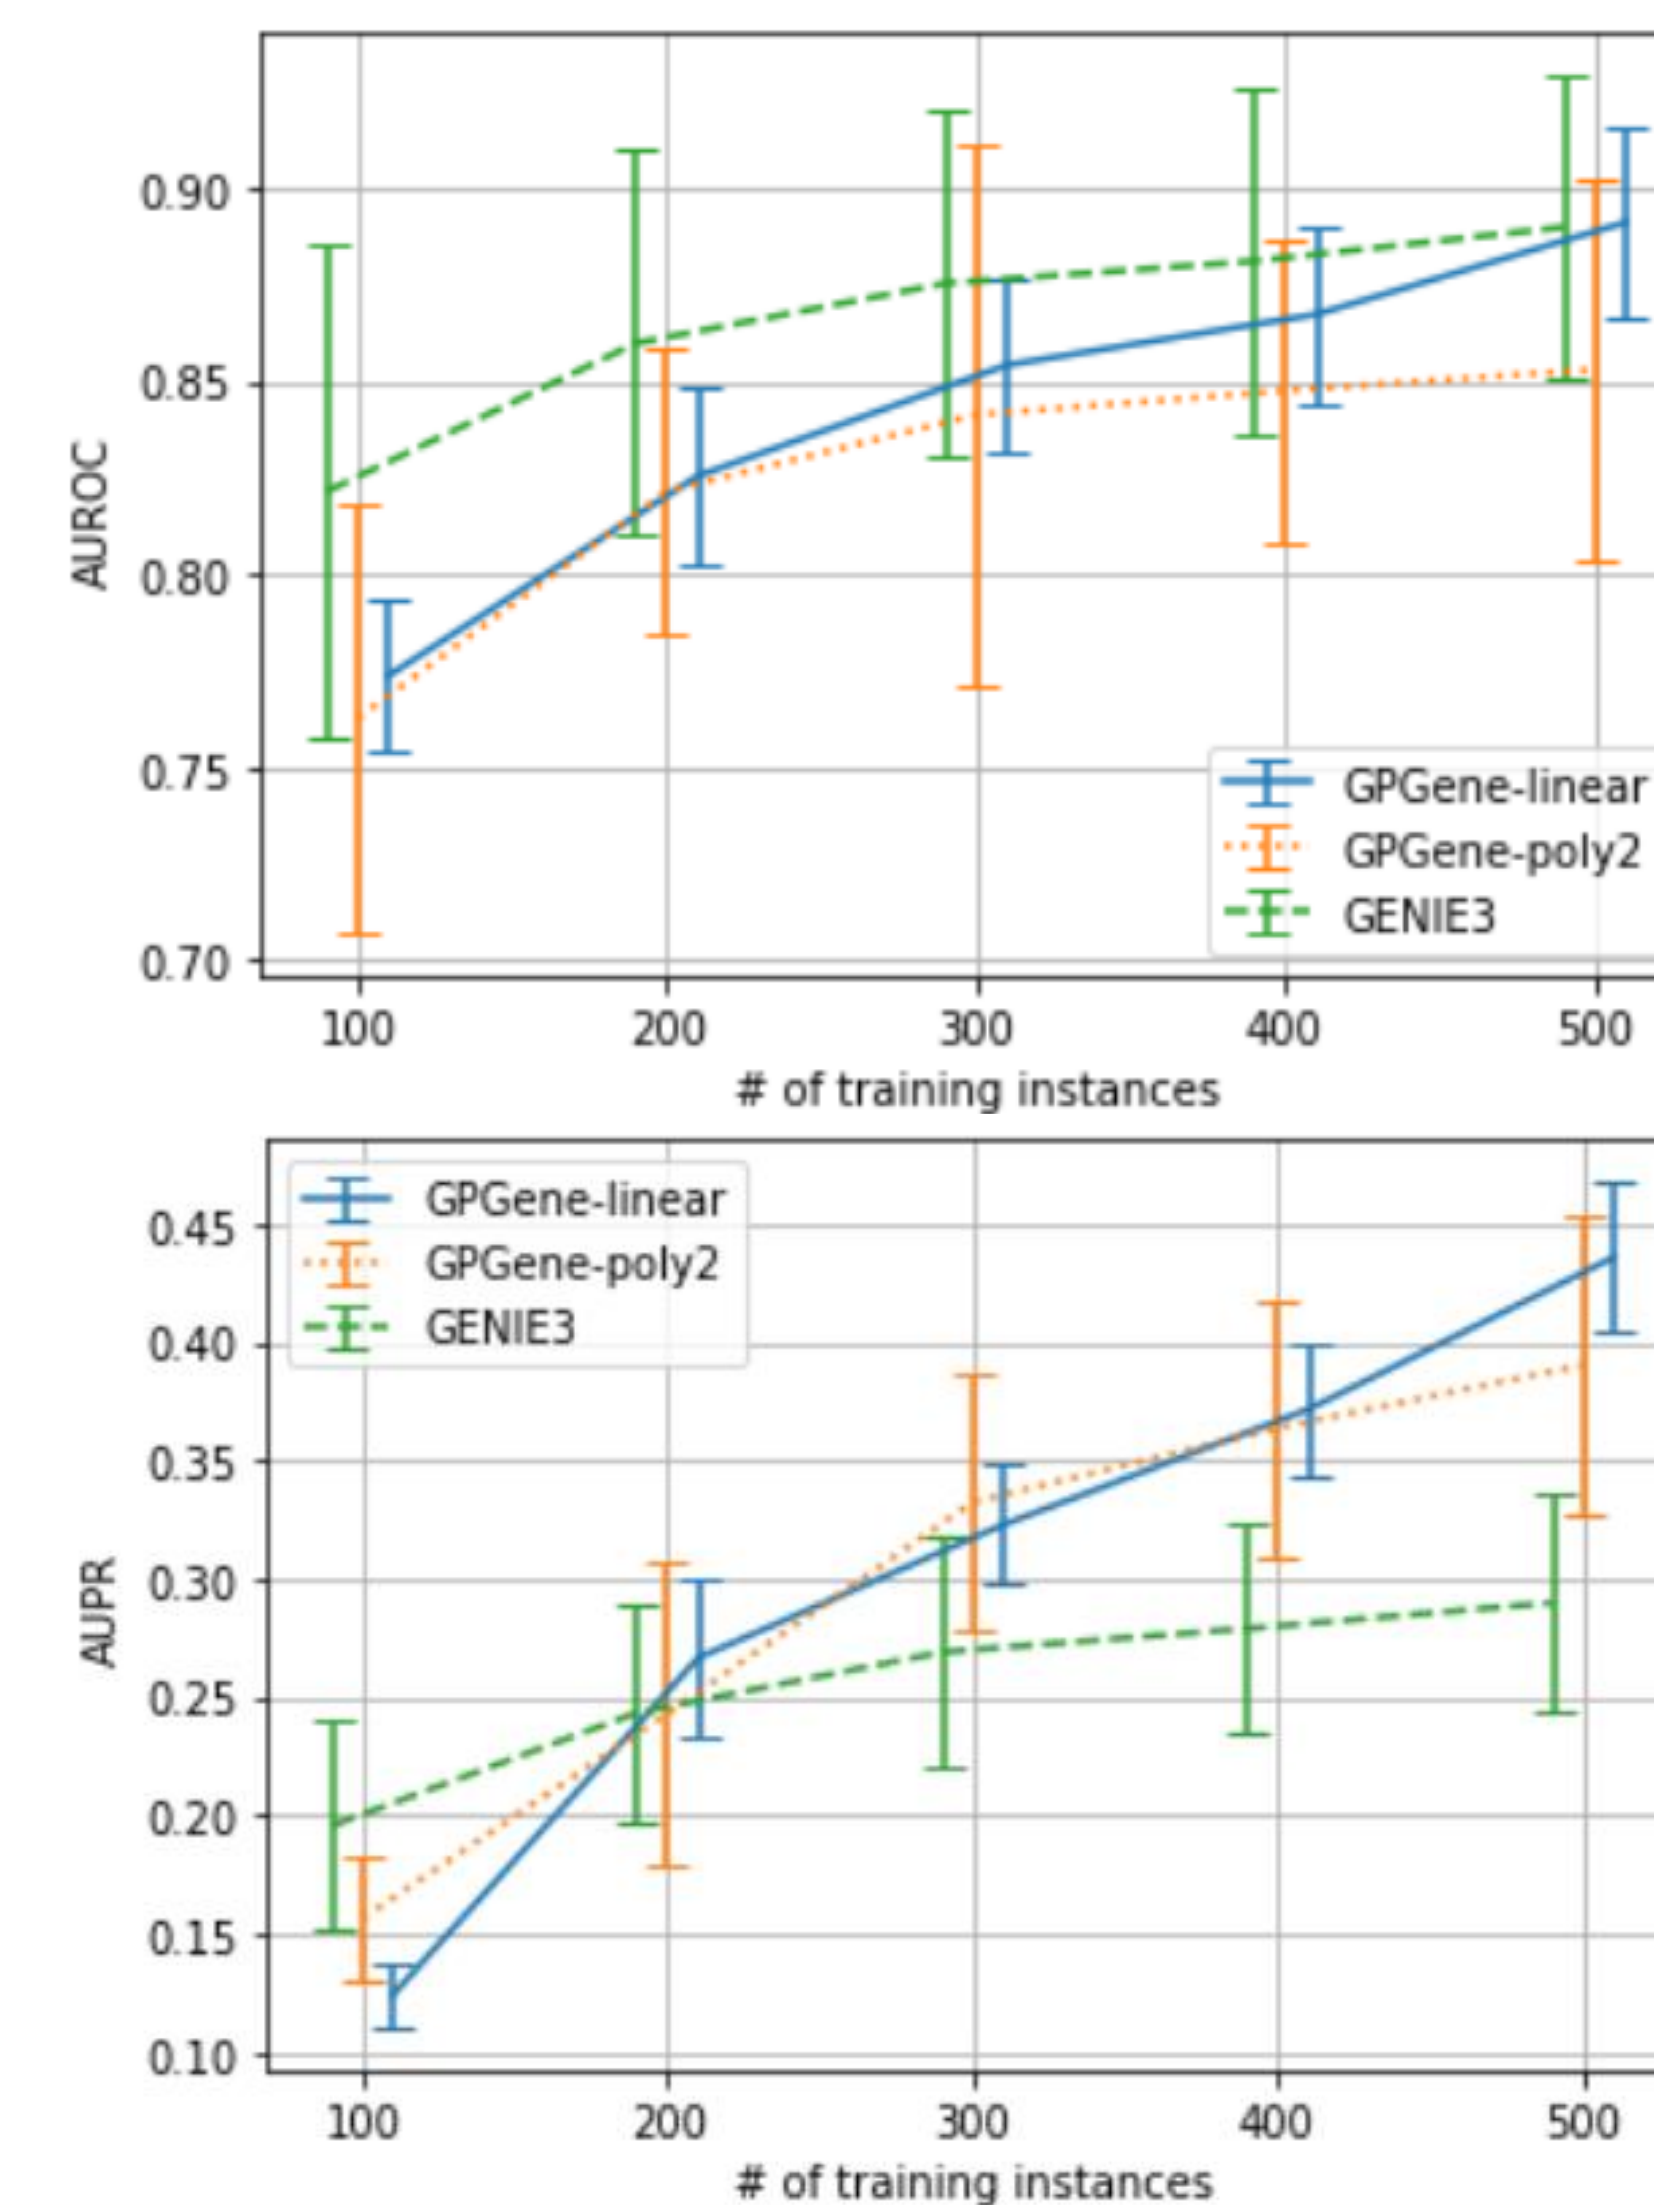 0.90
0.85
0.80
0.75
0.70
AUROC
GPGene-linear
GPGene-poly2
GENIE3
100 200 300 400 500
# of training instances
GPGene-linear
GPGene-poly2
GENIE3
0.45
0.40
0.35
0.30
0.25
0.20
0.15
0.10
AUPR
100 200 300 400 500
# of training instances